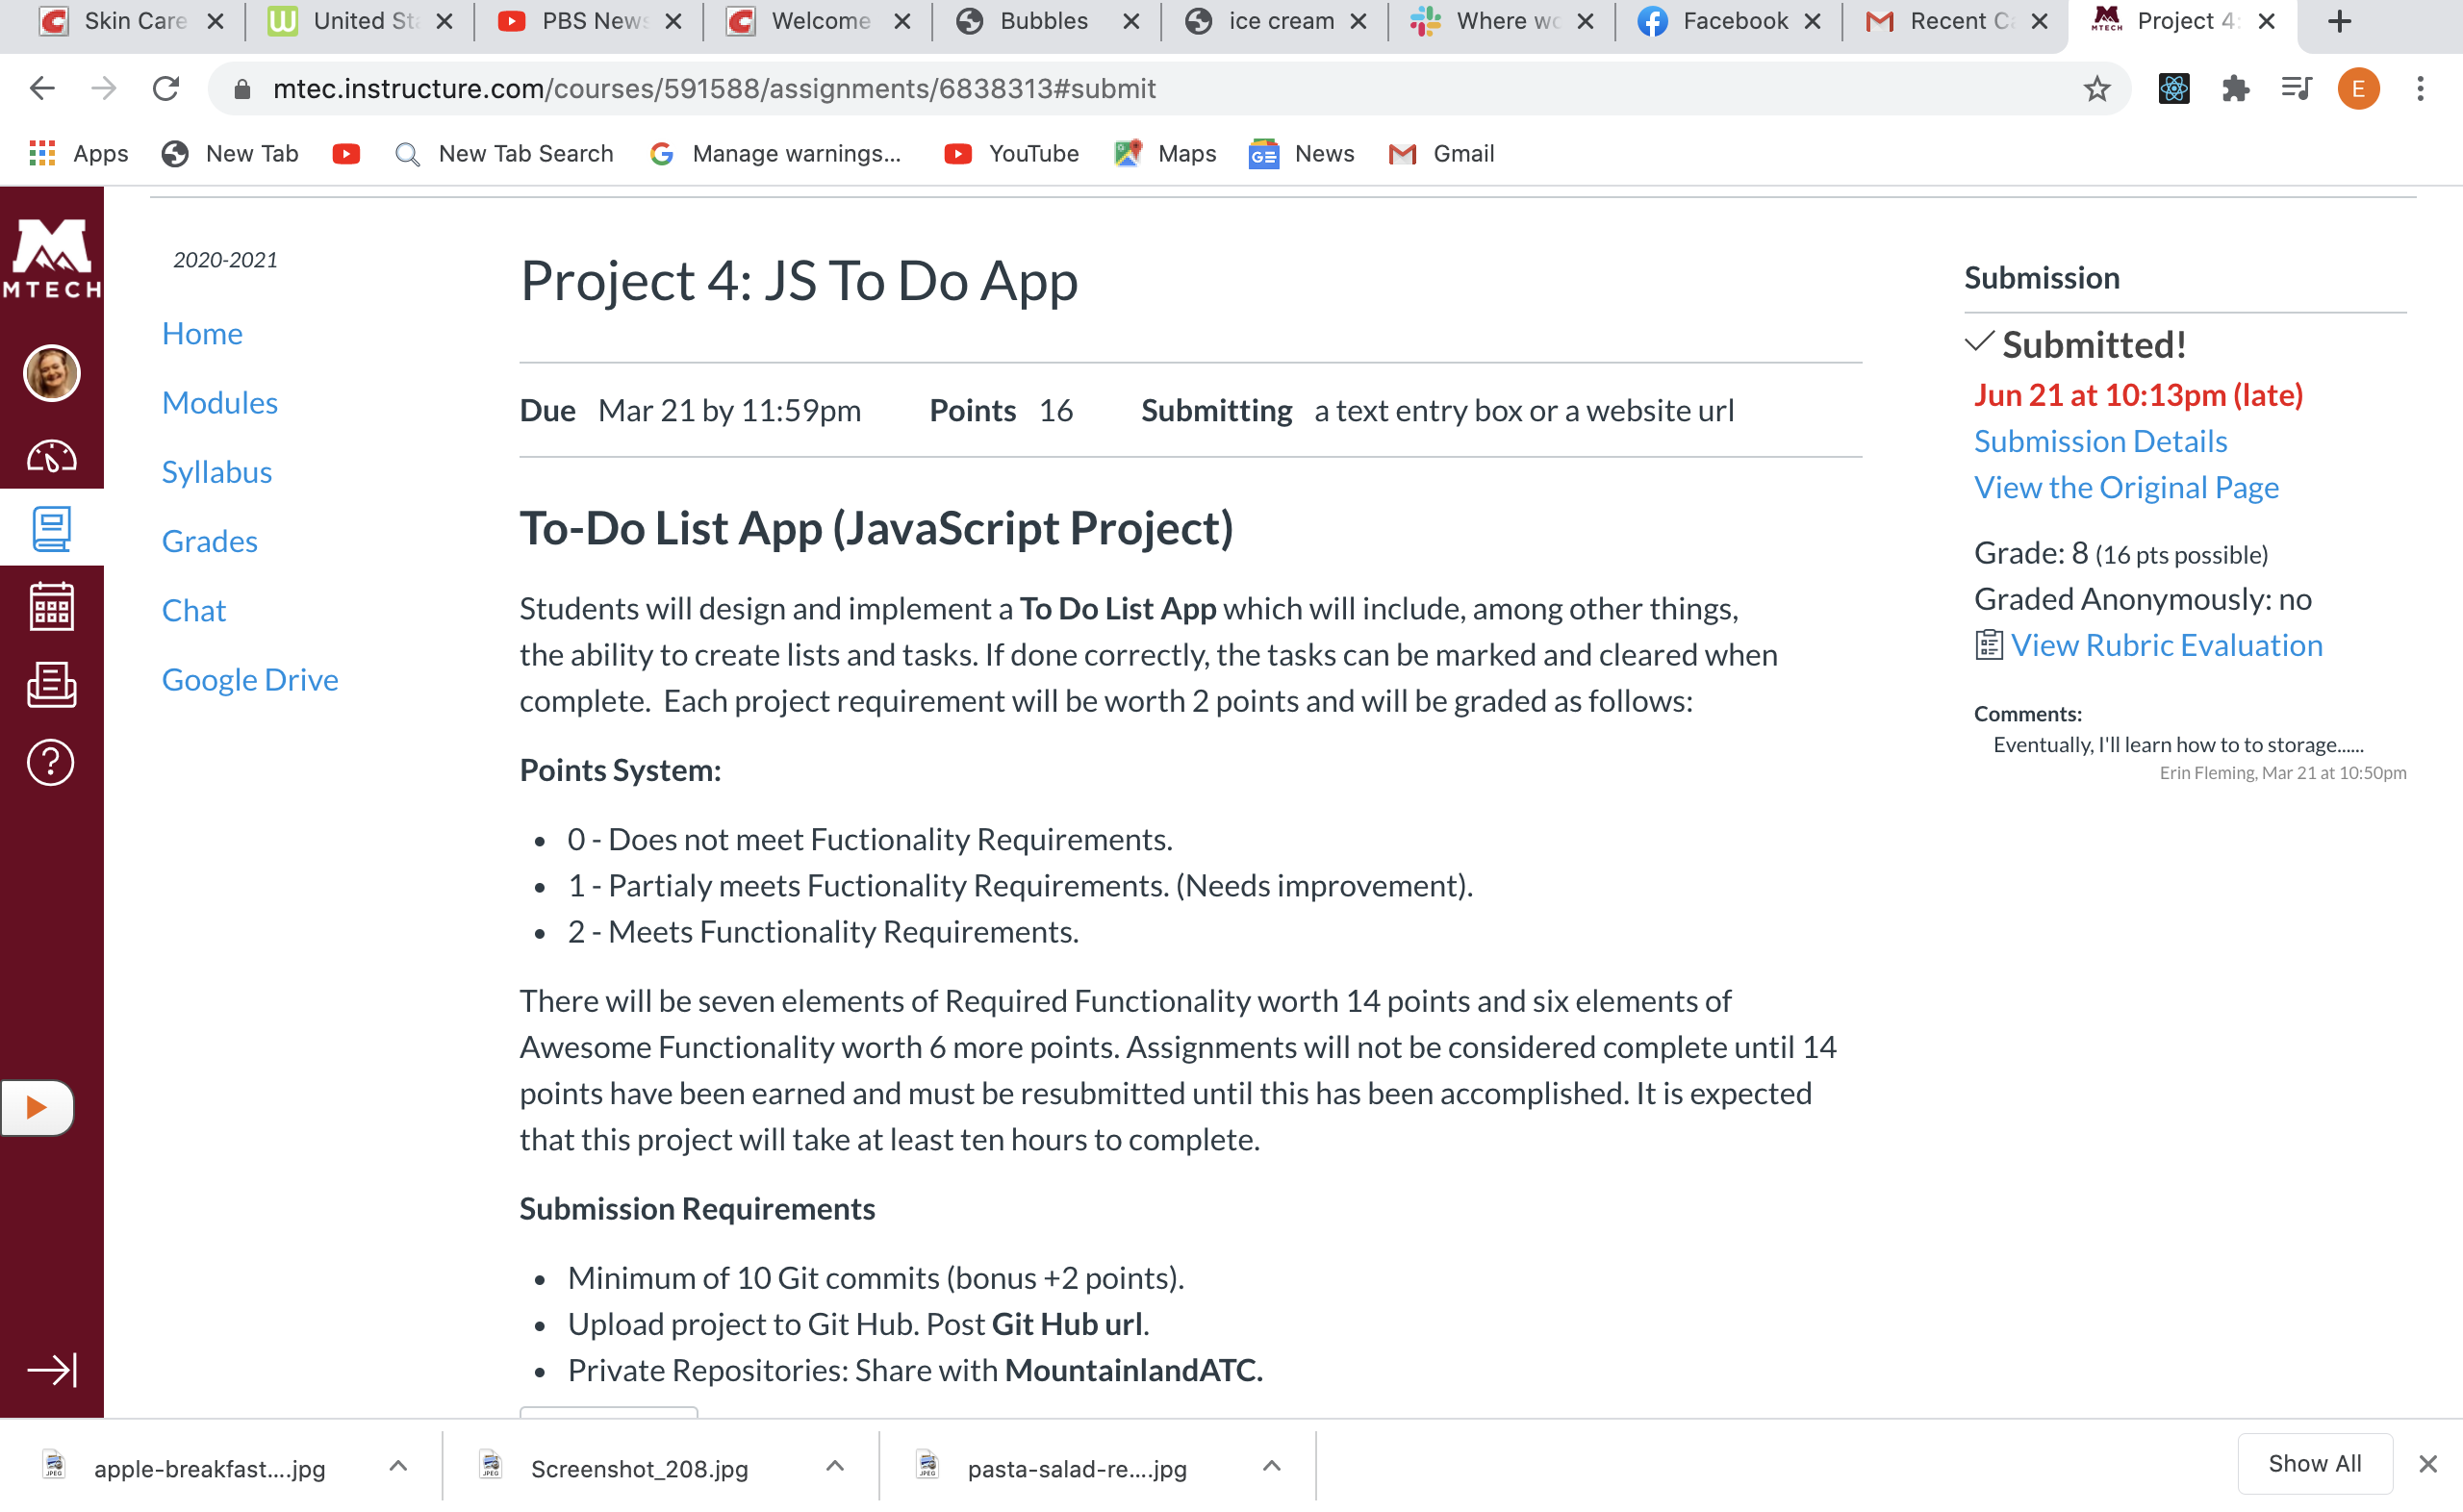 Skin Care
United St
PBS News
Welcome
Bubbles
ice cream
Where wo
Facebook
Recent C
Project 4:
mtec.instructure.com/courses/591588/assignments/6838313#submit
E
Apps
New Tab
New Tab Search
Manage warnings...
YouTube
Maps
News
Gmail
MTECH
2020-2021
Home
Modules
Syllabus
Grades
Chat
Google Drive
Project 4: JS To Do App
Due Mar 21 by 11:59pm Points 16 Submitting a text entry box or a website url
To-Do List App (JavaScript Project)
Students will design and implement a To Do List App which will include, among other things,
the ability to create lists and tasks. If done correctly, the tasks can be marked and cleared when
complete. Each project requirement will be worth 2 points and will be graded as follows:
Points System:
• 0 - Does not meet Fuctionality Requirements.
• 1 - Partialy meets Fuctionality Requirements. (Needs improvement).
• 2 - Meets Functionality Requirements.
There will be seven elements of Required Functionality worth 14 points and six elements of
Awesome Functionality worth 6 more points. Assignments will not be considered complete until 14
points have been earned and must be resubmitted until this has been accomplished. It is expected
that this project will take at least ten hours to complete.
Submission Requirements
• Minimum of 10 Git commits (bonus +2 points).
• Upload project to Git Hub. Post Git Hub url.
• Private Repositories: Share with MountainlandATC.
Submission
Submitted!
Jun 21 at 10:13pm (late)
Submission Details
View the Original Page
Grade: 8 (16 pts possible)
Graded Anonymously: no
View Rubric Evaluation
Comments:
Eventually, I'll learn how to to storage......
Erin Fleming, Mar 21 at 10:50pm
apple-breakfast....jpg
Screenshot_208.jpg
pasta-salad-re....jpg
Show All